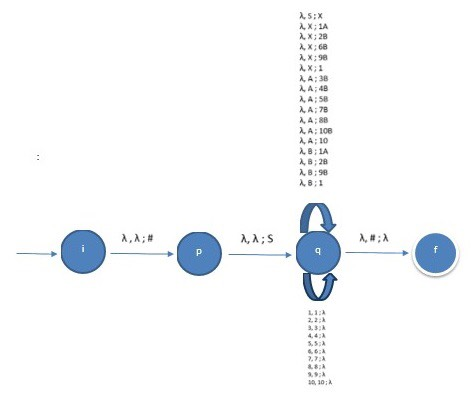 λ, S ; X
λ, X ; 1A
λ, X ; 2B
λ, X ; 6B
λ, X ; 9B
λ, X ; 1
λ, A ; 3B
λ, A ; 4B
λ, A ; 5B
λ, A ; 7B
λ, A ; 8B
λ, A ; 10B
λ, A ; 10
λ, B ; 1A
λ, B ; 2B
λ, B ; 9B
λ, B ; 1
:
i
λ , λ ; #
p
λ, λ ; S
q
λ, # ; λ
f
1, 1 ; λ
2, 2 ; λ
3, 3 ; λ
4, 4 ; λ
5, 5 ; λ
6, 6 ; λ
7, 7 ; λ
8, 8 ; λ
9, 9 ; λ
10, 10 ; λ